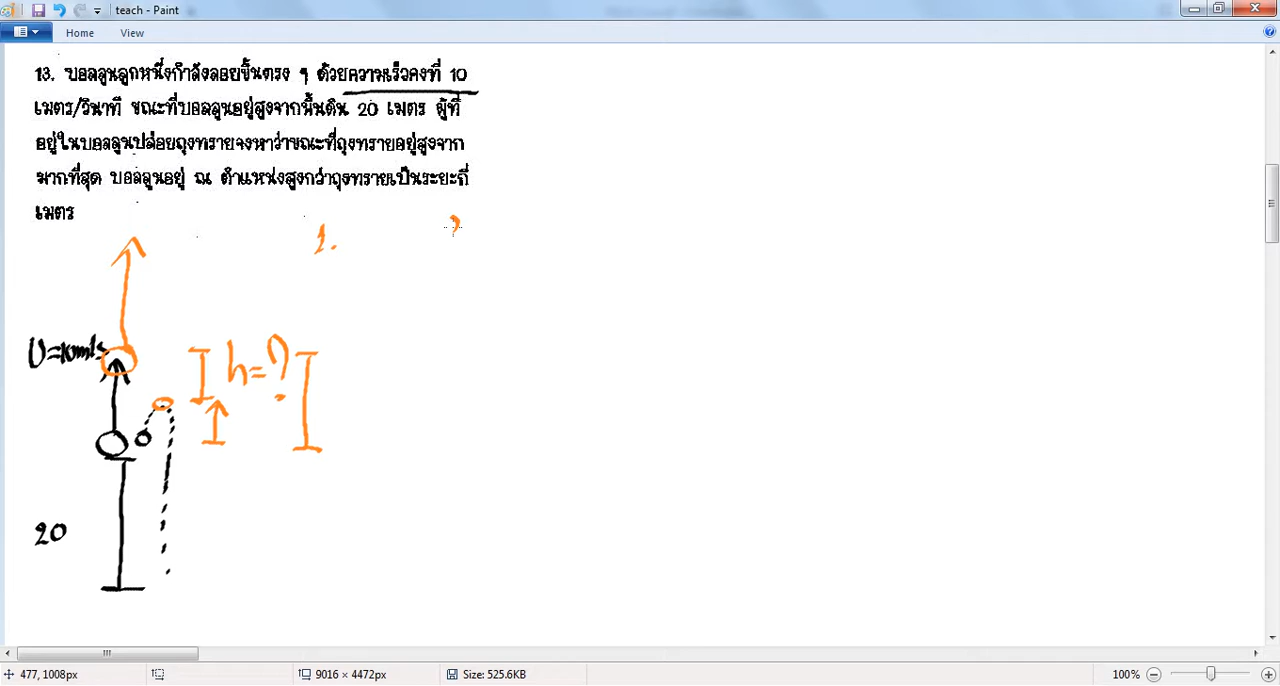 teach - Paint
Home View
13. บอลลูนลูกหนึ่งกำลังลอยขึ้นตรง ๆ ด้วยความเร็วคงที่ 10
เมตร/วินาที ขณะที่บอลลูนอยู่สูงจากพื้นดิน 20 เมตร ผู้ที่
อยู่ในบอลลูนปล่อยถุงทรายจงหาว่าขณะที่ถุงทรายอยู่สูงจาก
มากที่สุด บอลลูนอยู่ ณ ตำแหน่งสูงกว่าถุงทรายเป็นระยะกี่
เมตร
1.
U=10m/s
h=?
20
477, 1008px 9016 × 4472px Size: 525.6KB 100%